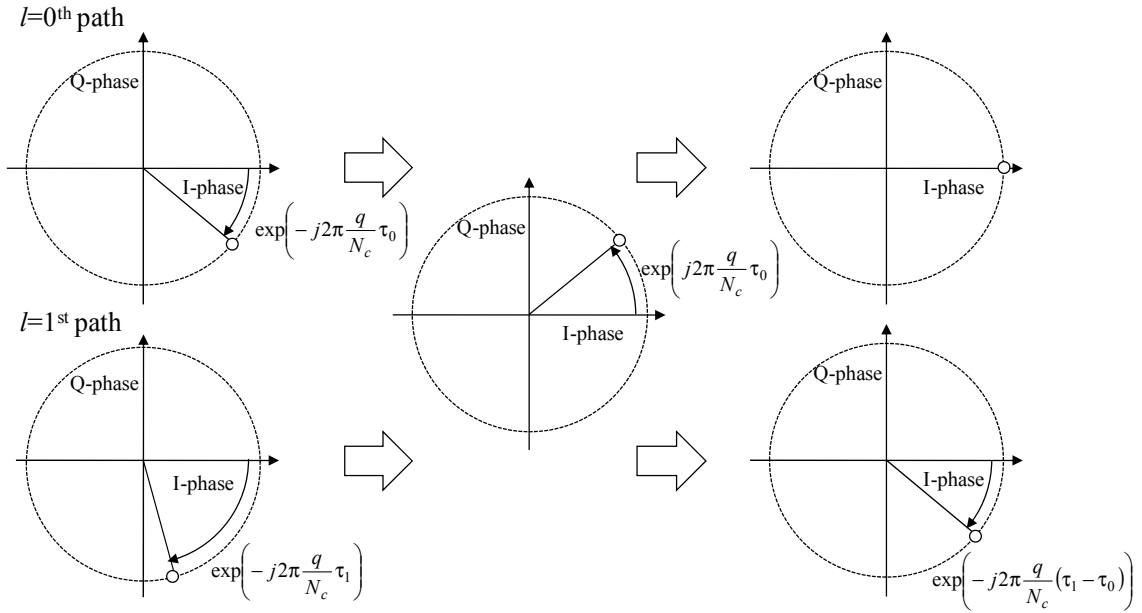 l=0th path
Q-phase
I-phase
exp(−j2π q/N_c τ_0)
Q-phase
I-phase
Q-phase
I-phase
exp(j2π q/N_c τ_0)
l=1st path
Q-phase
I-phase
exp(−j2π q/N_c τ_1)
Q-phase
I-phase
exp(−j2π q/N_c (τ_1 − τ_0))